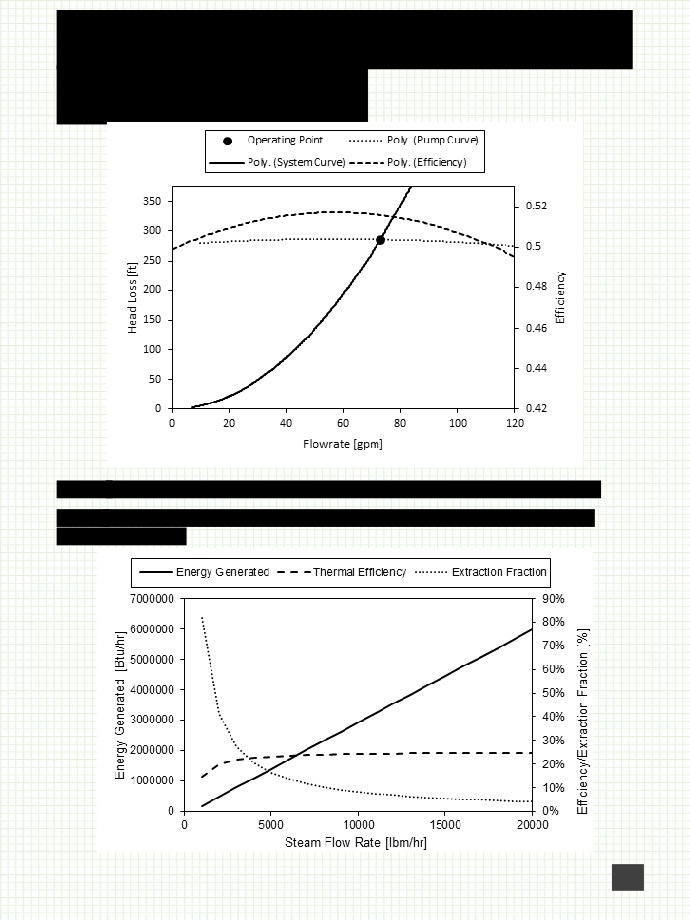 Operating Point Poly. (Pump Curve)
Poly. (System Curve) Poly. (Efficiency)
350
300
250
200
150
100
50
0
Head Loss [ft]
0.52
0.5
0.48
0.46
0.44
0.42
Efficiency
0 20 40 60 80 100 120
Flowrate [gpm]
Energy Generated Thermal Efficiency Extraction Fraction
7000000
6000000
5000000
4000000
3000000
2000000
1000000
0
Energy Generated [Btu/hr]
90%
80%
70%
60%
50%
40%
30%
20%
10%
0%
Efficiency/Extraction Fraction [%]
0 5000 10000 15000 20000
Steam Flow Rate [lbm/hr]